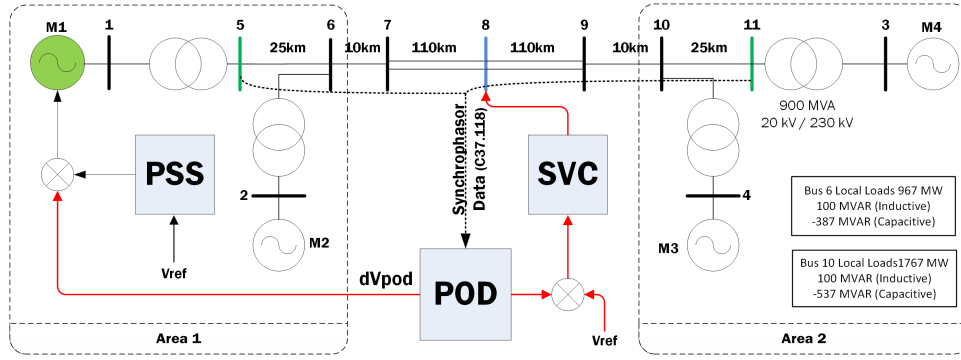 M1
1
5
25km
6
10km
7
110km
8
110km
9
10km
10
25km
11
3
M4
900 MVA
20 kV / 230 kV
PSS
Vref
2
M2
Synchrophasor
Data (C37.118)
SVC
4
M3
Bus 6 Local Loads 967 MW
100 MVAR (Inductive)
-387 MVAR (Capacitive)
Bus 10 Local Loads1767 MW
100 MVAR (Inductive)
-537 MVAR (Capacitive)
dVpod
POD
Vref
Area 1
Area 2